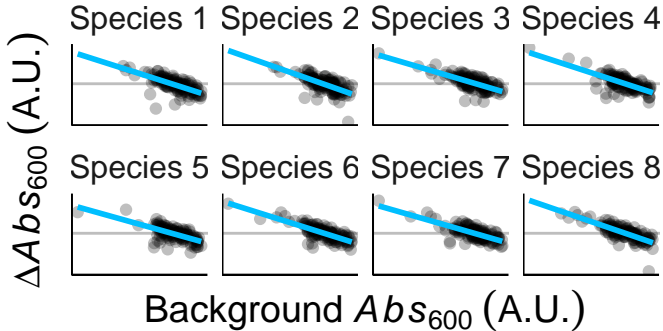 Species 1 Species 2 Species 3 Species 4
ΔAbs₆₀₀ (A.U.)
Species 5 Species 6 Species 7 Species 8
Background Abs₆₀₀ (A.U.)